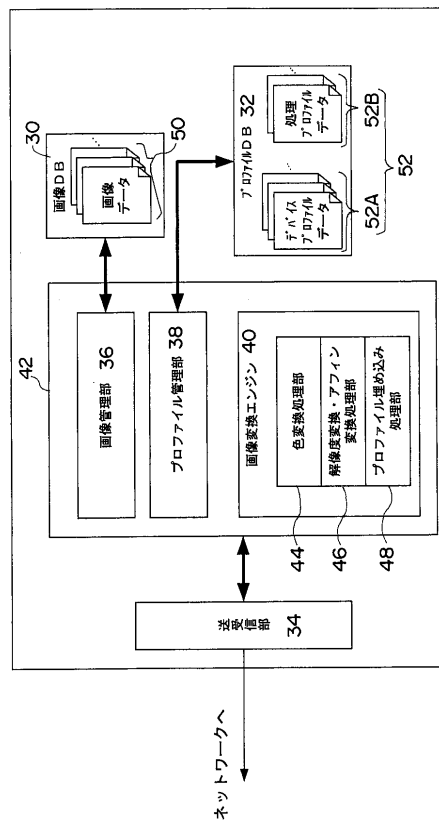 ネットワークへ
送受信部
34
42
画像管理部 36
プロファイル管理部 38
画像変換エンジン 40
色変換処理部
解像度変換・アフィン
変換処理部
プロファイル埋め込み
処理部
44
46
48
30
画像DB
画像
データ
50
プロファイルDB 32
デバイス
プロファイル
データ
処理
プロファイル
データ
52A
52B
52